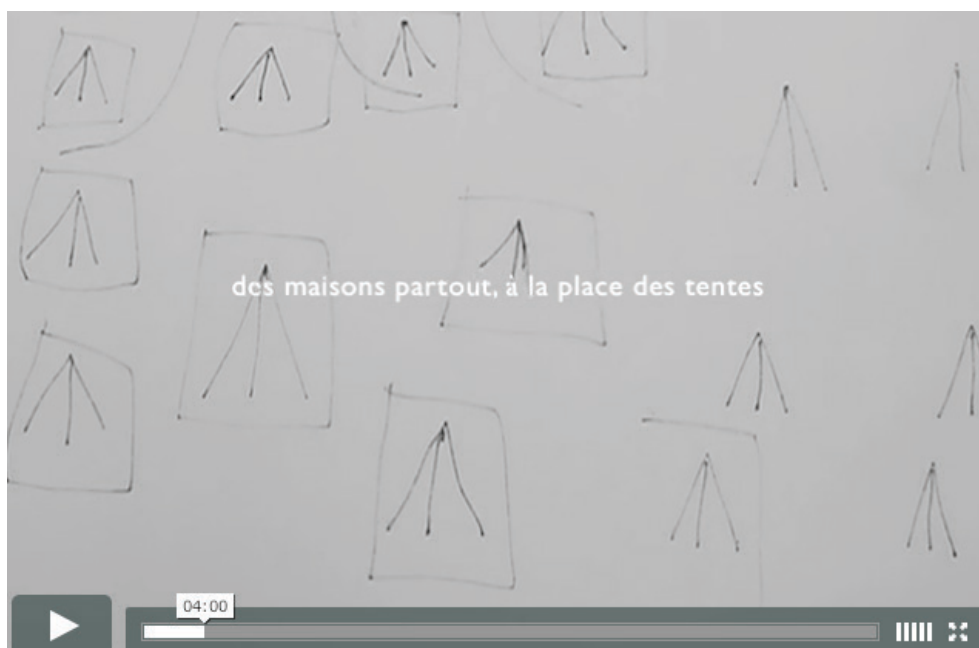 des maisons partout, à la place des tentes
04:00